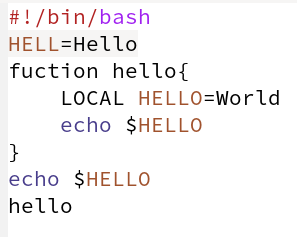 #!/bin/bash
HELL=Hello
fuction hello{
    LOCAL HELLO=World
    echo $HELLO
}
echo $HELLO
hello